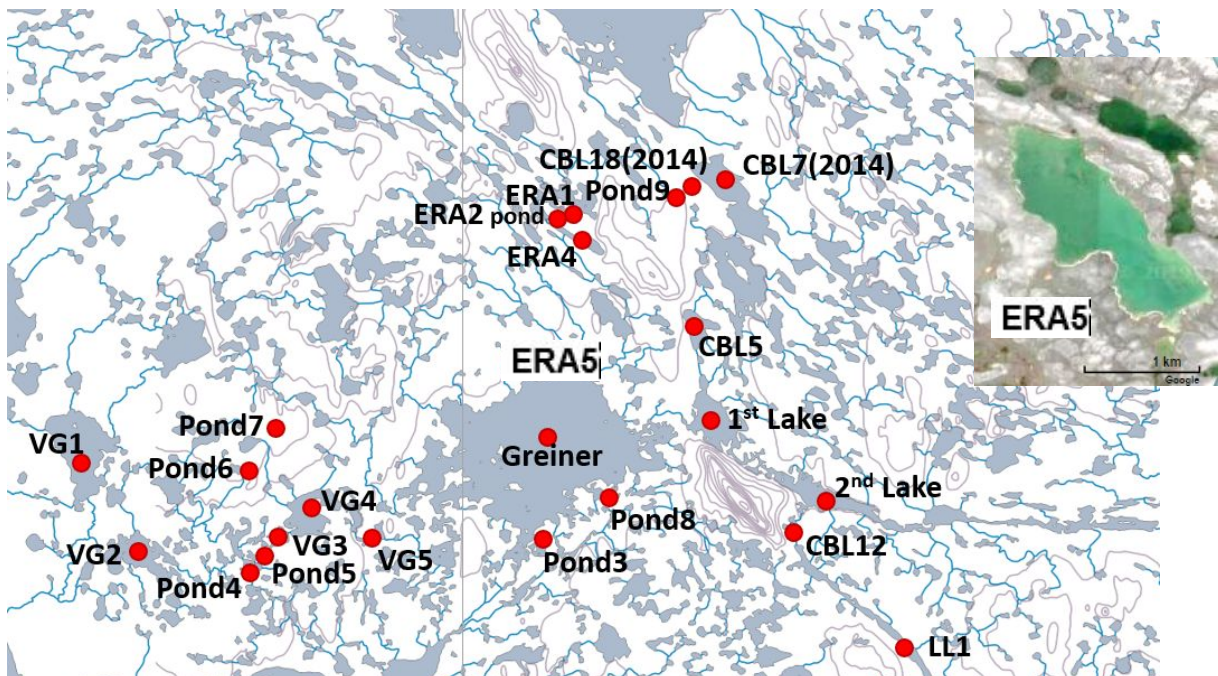 CBL18(2014)
CBL7(2014)
ERA1
Pond9
ERA2 pond
ERA4
ERA5
1 km
Google
CBL5
ERA5
1st Lake
Pond7
VG1
Greiner
Pond6
2nd Lake
VG4
Pond8
VG2
VG3
VG5
Pond3
CBL12
Pond5
Pond4
LL1